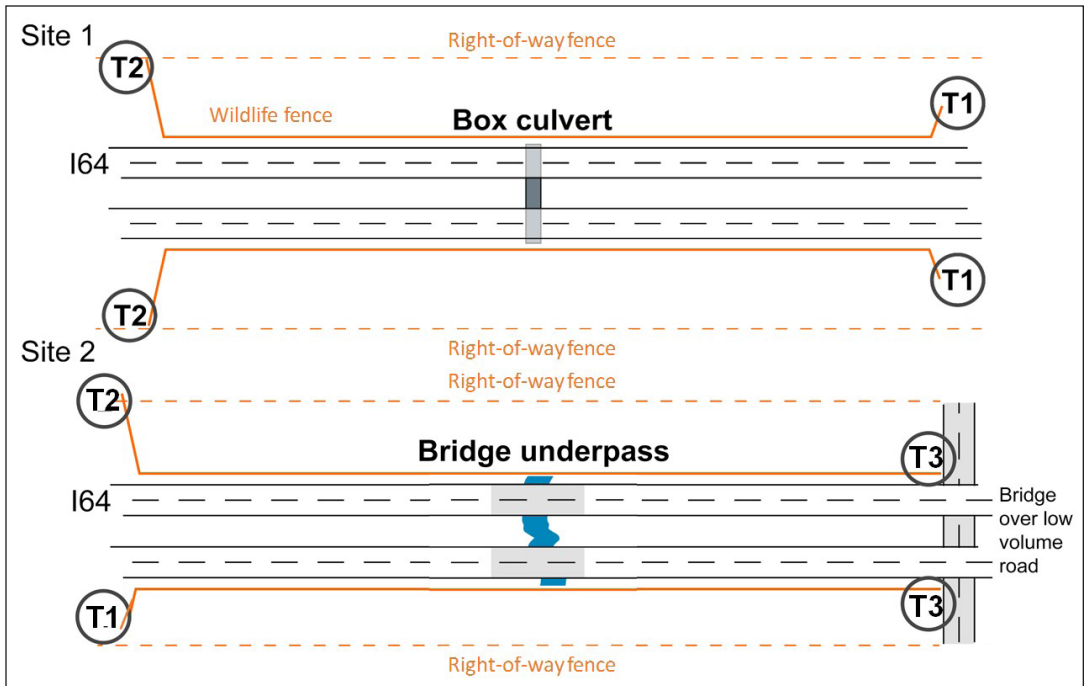 Site 1
Right-of-way fence
T2
T1
Wildlife fence
Box culvert
I64
T2
T1
Right-of-way fence
Site 2
Right-of-way fence
T2
Bridge underpass
T3
I64
Bridge
over low
volume
road
T1
T3
Right-of-way fence